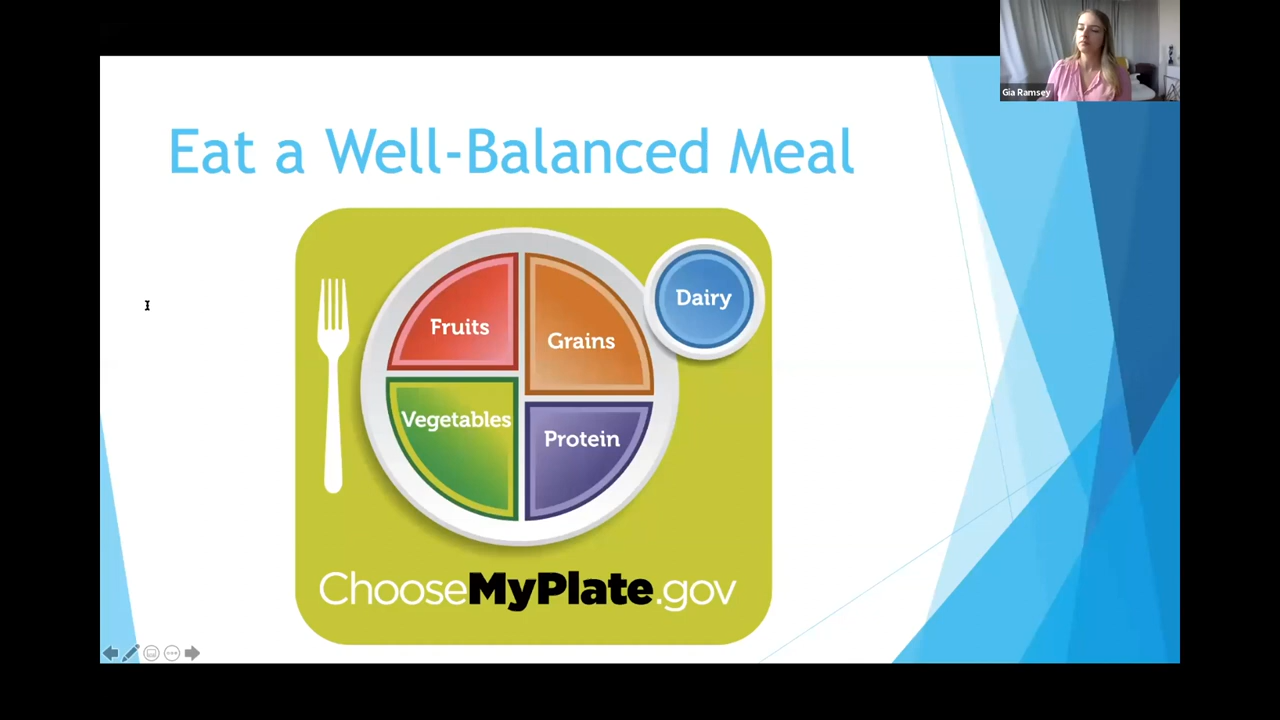 Gia Ramsey
Eat a Well-Balanced Meal
Dairy
Fruits
Grains
Vegetables
Protein
ChooseMyPlate.gov